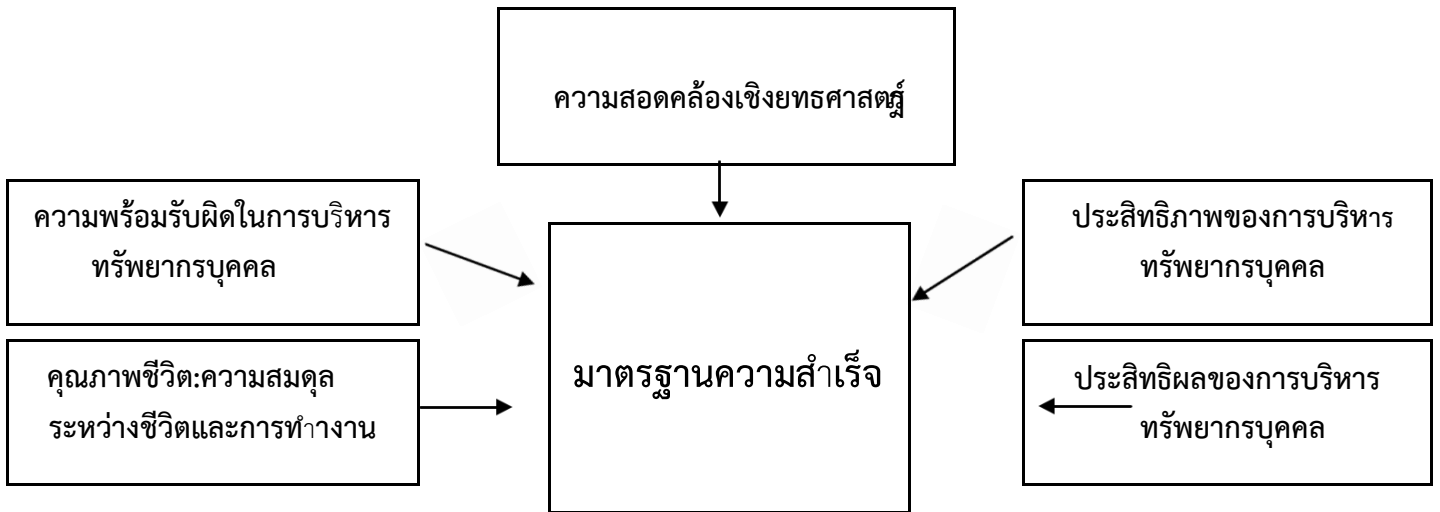 ความสอดคล้องเชิงยทธศาสตร์
ความพร้อมรับผิดในการบริหาร
ทรัพยากรบุคคล
ประสิทธิภาพของการบริหาร
ทรัพยากรบุคคล
มาตรฐานความสำเร็จ
คุณภาพชีวิต:ความสมดุล
ระหว่างชีวิตและการทำางาน
ประสิทธิผลของการบริหาร
ทรัพยากรบุคคล